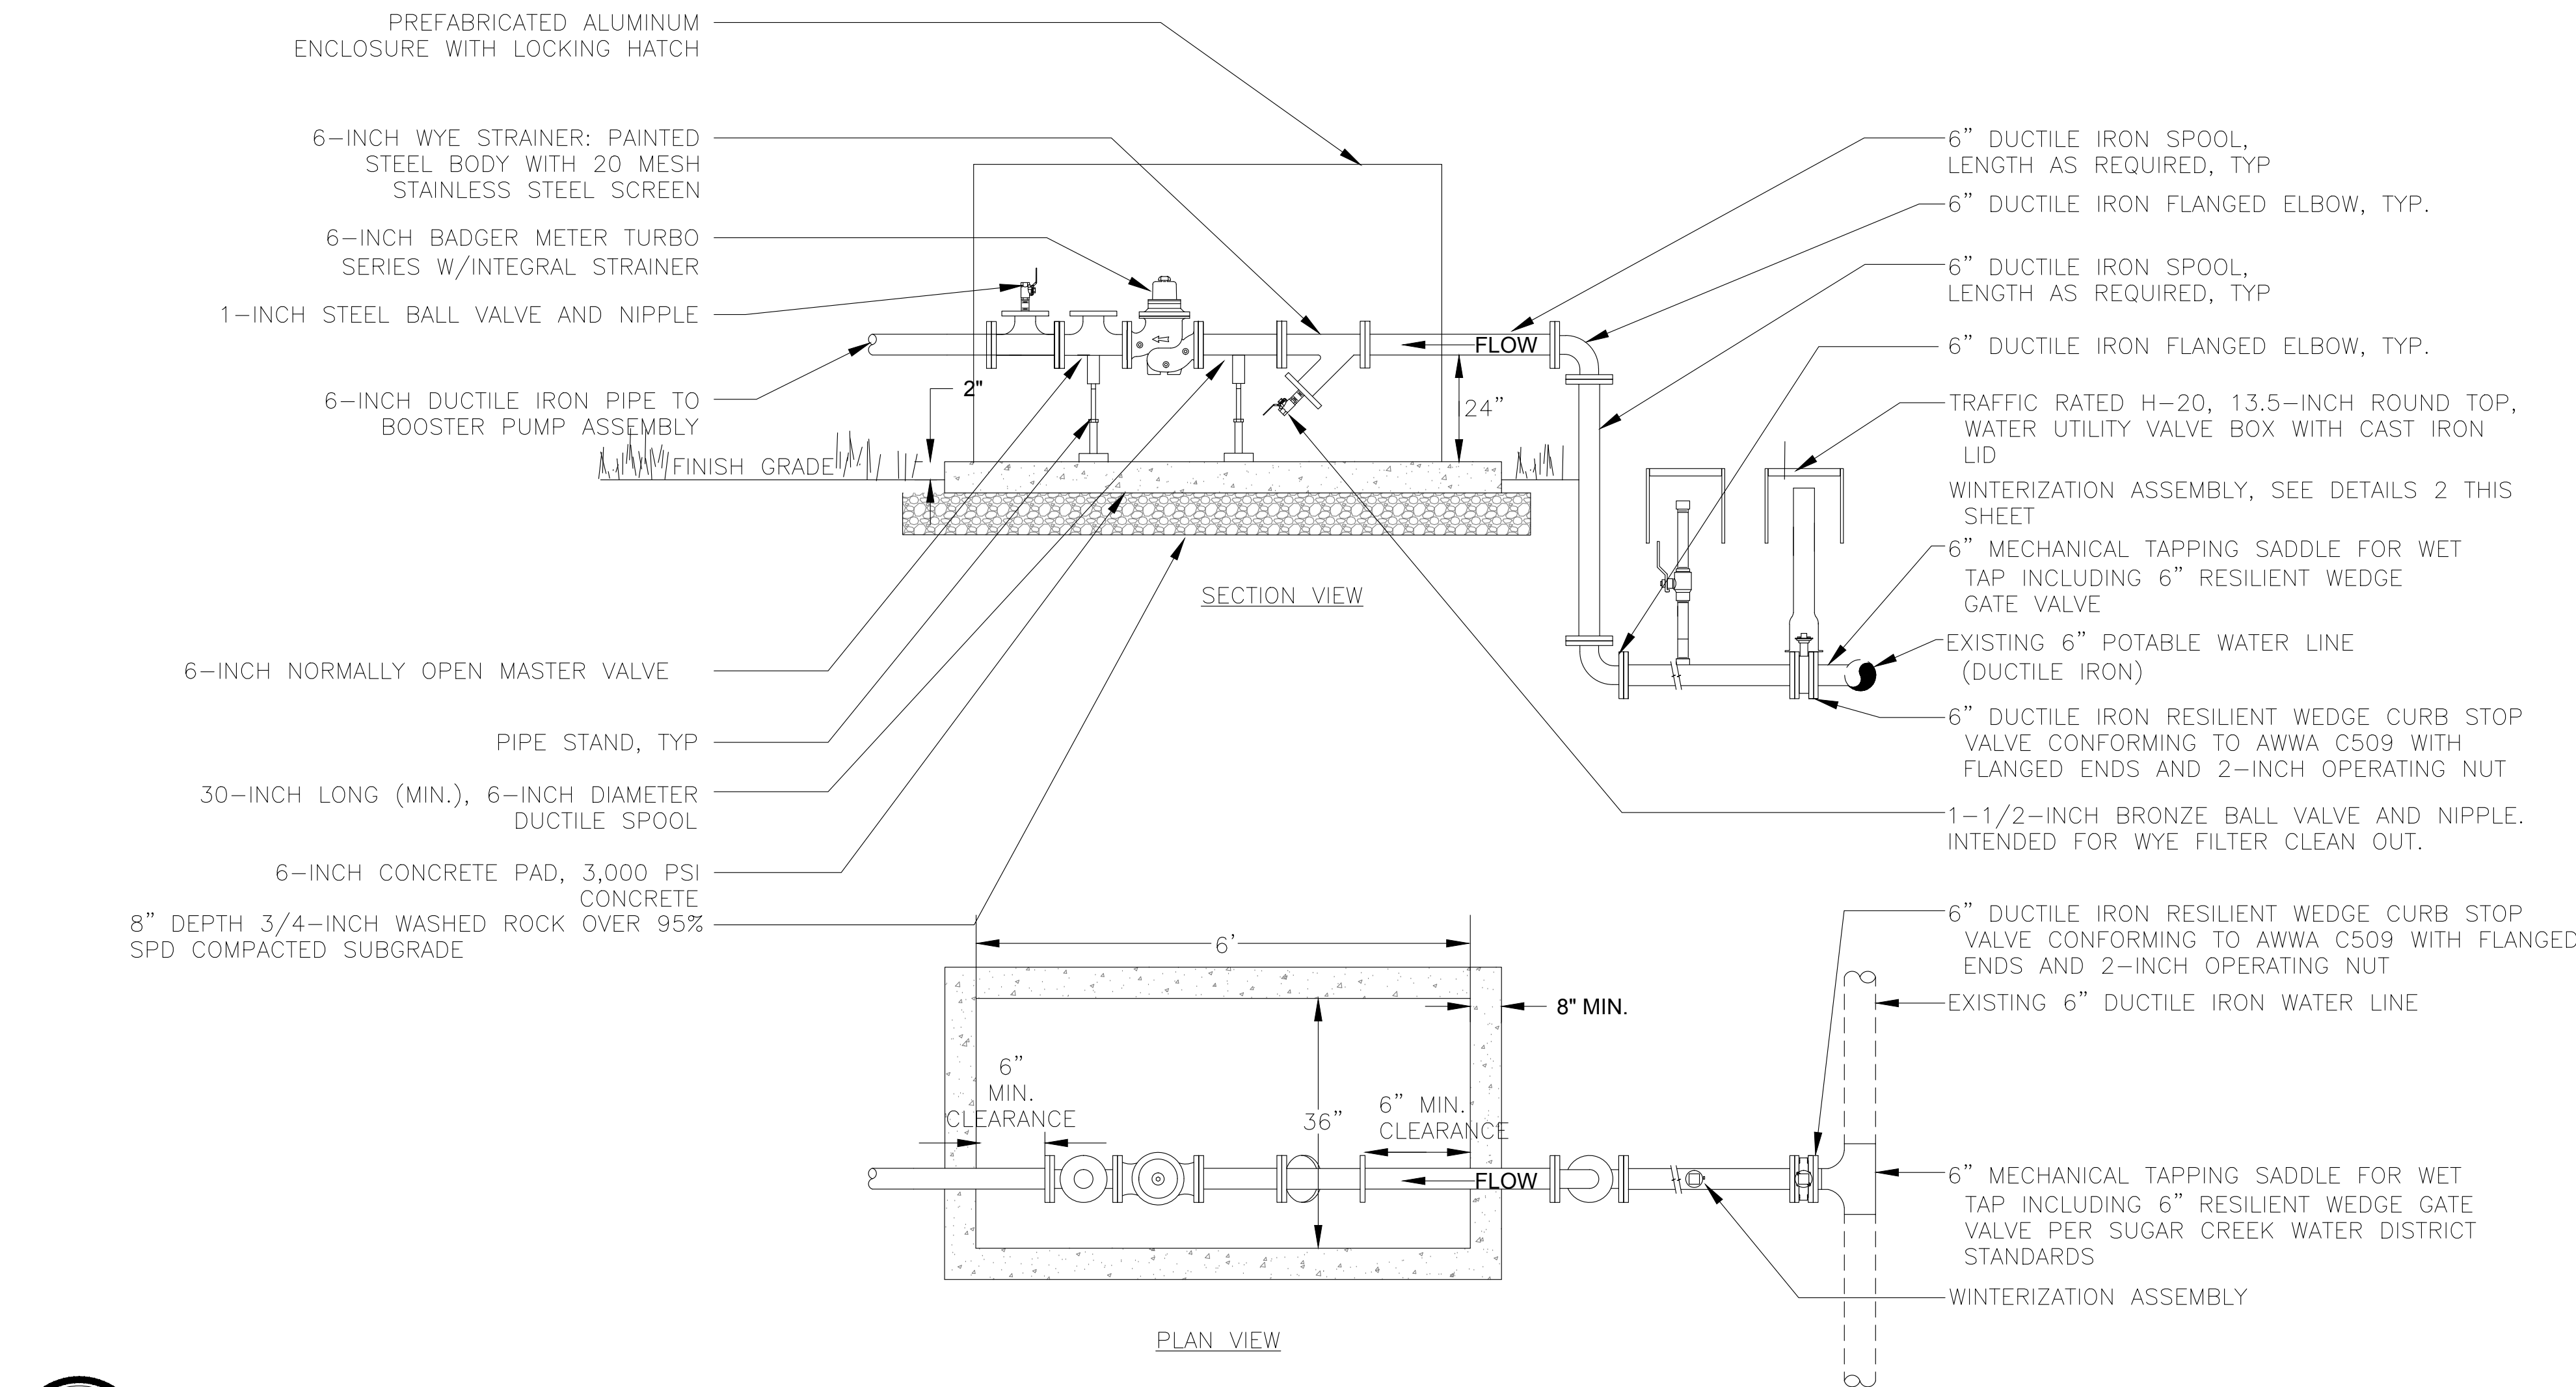 PREFABRICATED ALUMINUM
ENCLOSURE WITH LOCKING HATCH
6-INCH WYE STRAINER: PAINTED
STEEL BODY WITH 20 MESH
STAINLESS STEEL SCREEN
6-INCH BADGER METER TURBO
SERIES W/INTEGRAL STRAINER
1-INCH STEEL BALL VALVE AND NIPPLE
6-INCH DUCTILE IRON PIPE TO
BOOSTER PUMP ASSEMBLY
2"
FINISH GRADE
FLOW
24"
6" DUCTILE IRON SPOOL,
LENGTH AS REQUIRED, TYP
6" DUCTILE IRON FLANGED ELBOW, TYP.
6" DUCTILE IRON SPOOL,
LENGTH AS REQUIRED, TYP
6" DUCTILE IRON FLANGED ELBOW, TYP.
TRAFFIC RATED H-20, 13.5-INCH ROUND TOP,
WATER UTILITY VALVE BOX WITH CAST IRON
LID
WINTERIZATION ASSEMBLY, SEE DETAILS 2 THIS
SHEET
6" MECHANICAL TAPPING SADDLE FOR WET
TAP INCLUDING 6" RESILIENT WEDGE
GATE VALVE
EXISTING 6" POTABLE WATER LINE
(DUCTILE IRON)
6" DUCTILE IRON RESILIENT WEDGE CURB STOP
VALVE CONFORMING TO AWWA C509 WITH
FLANGED ENDS AND 2-INCH OPERATING NUT
1-1/2-INCH BRONZE BALL VALVE AND NIPPLE.
INTENDED FOR WYE FILTER CLEAN OUT.
SECTION VIEW
6-INCH NORMALLY OPEN MASTER VALVE
PIPE STAND, TYP
30-INCH LONG (MIN.), 6-INCH DIAMETER
DUCTILE SPOOL
6-INCH CONCRETE PAD, 3,000 PSI
CONCRETE
8" DEPTH 3/4-INCH WASHED ROCK OVER 95%
SPD COMPACTED SUBGRADE
6'
8" MIN.
6"
MIN.
CLEARANCE
36"
6" MIN.
CLEARANCE
FLOW
6" DUCTILE IRON RESILIENT WEDGE CURB STOP
VALVE CONFORMING TO AWWA C509 WITH FLANGED
ENDS AND 2-INCH OPERATING NUT
EXISTING 6" DUCTILE IRON WATER LINE
6" MECHANICAL TAPPING SADDLE FOR WET
TAP INCLUDING 6" RESILIENT WEDGE GATE
VALVE PER SUGAR CREEK WATER DISTRICT
STANDARDS
WINTERIZATION ASSEMBLY
PLAN VIEW